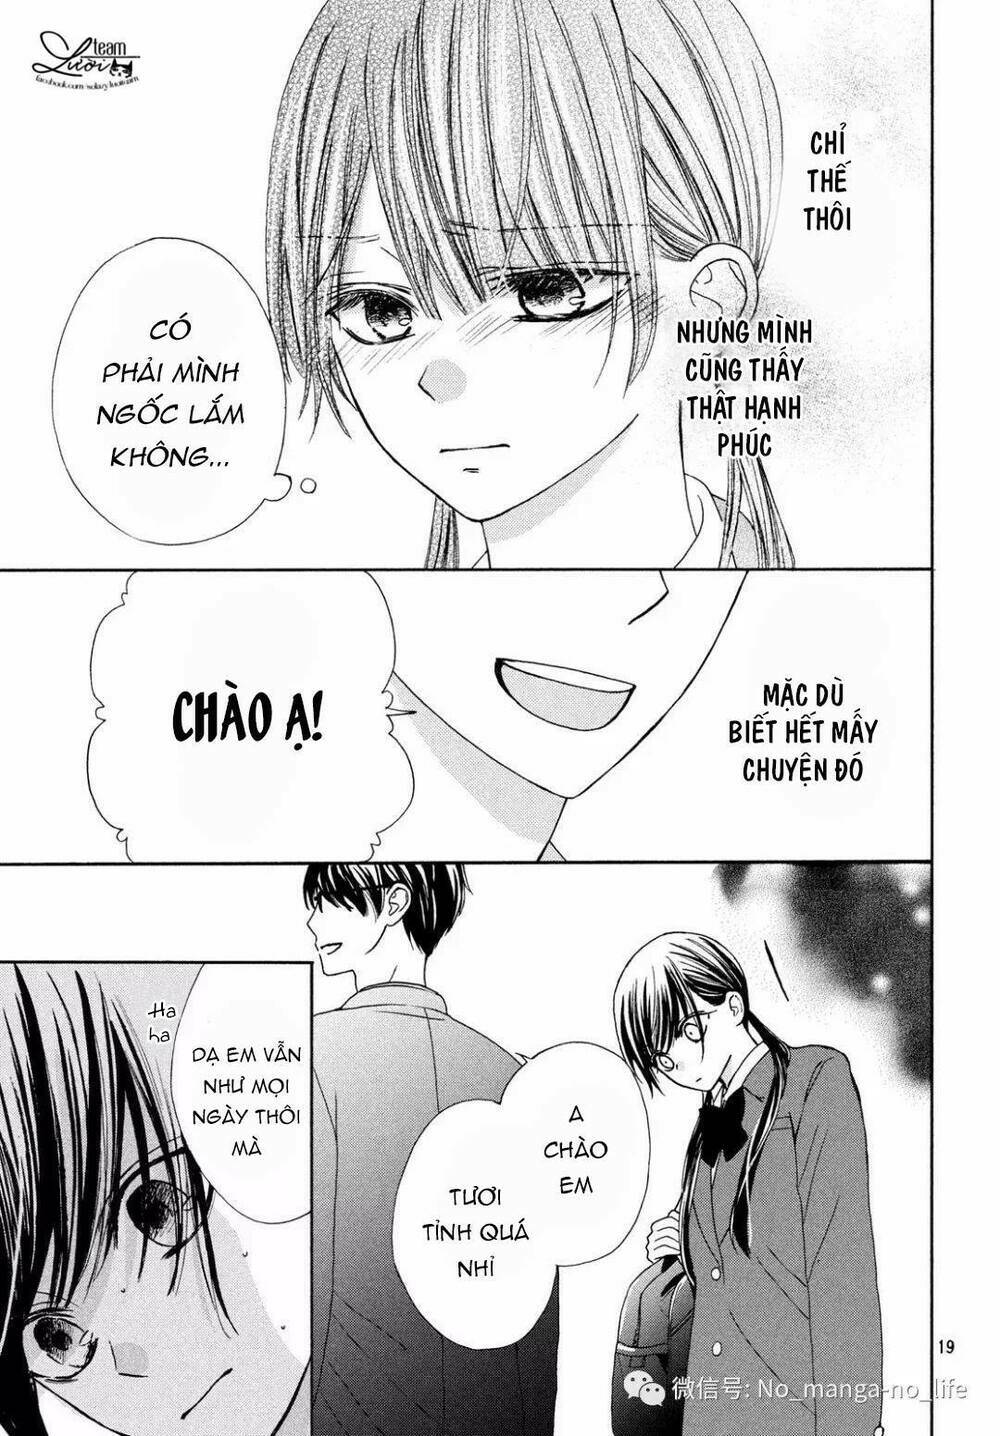 team
Lười
CHỈ
THẾ
THÔI
NHƯNG MÌNH
CŨNG THẤY
THẬT HẠNH
PHÚC
CÓ
PHẢI MÌNH
NGỐC LẮM
KHÔNG...
MẶC DÙ
BIẾT HẾT MẤY
CHUYỆN ĐÓ
CHÀO Ạ!
A
CHÀO
EM
TƯƠI
TỈNH QUÁ
NHỈ
DẠ EM VẪN
NHƯ MỌI
NGÀY THÔI
MÀ
Ha
ha
19
微信号: No_manga-no_life